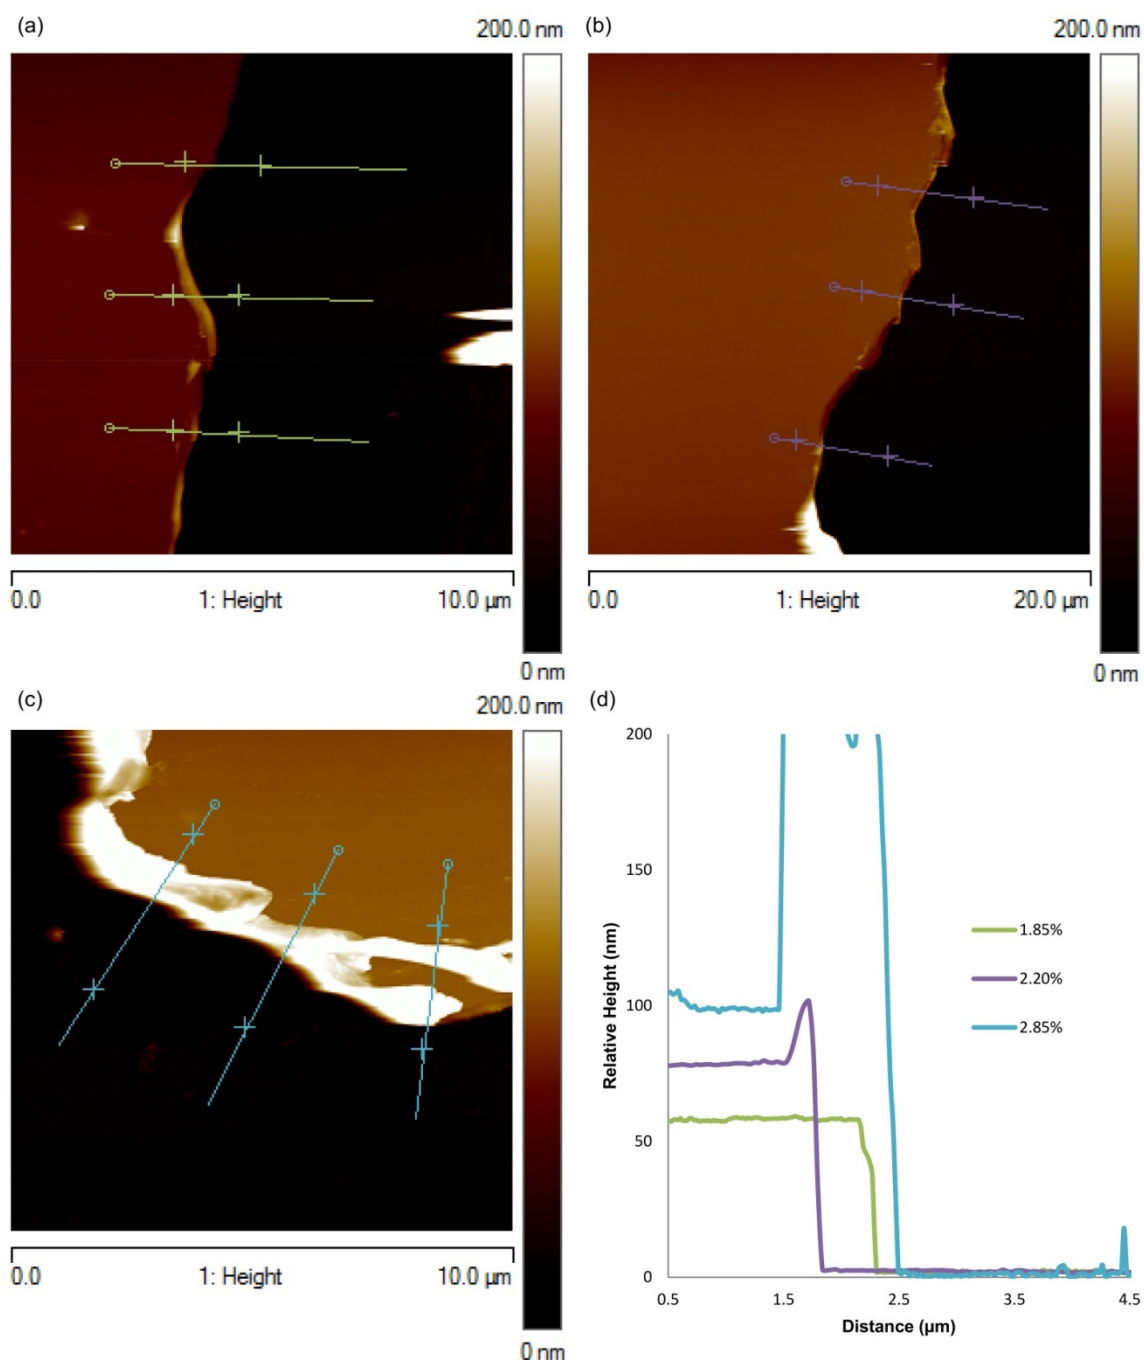 (a)
200.0 nm
0.0 1: Height 10.0 µm
0 nm
(b)
200.0 nm
0.0 1: Height 20.0 µm
0 nm
(c)
200.0 nm
0.0 1: Height 10.0 µm
0 nm
(d)
200
150
100
50
0
Relative Height (nm)
1.85%
2.20%
2.85%
0.5 1.5 2.5 3.5 4.5
Distance (µm)